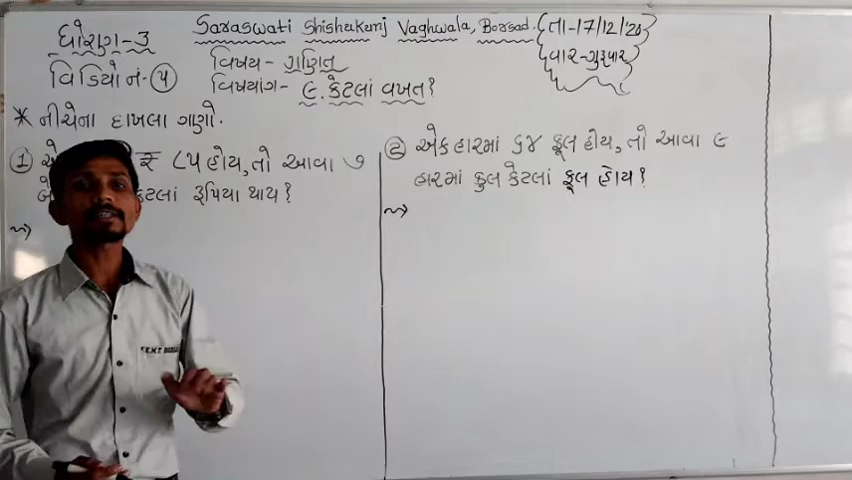 ધોરણ-૩
Saraswati Shishukunj Vaghwala, Borsad.
તા-17/12/'20
વાર-ગુરૂવાર
વિડિયો નં-૫
વિષય- ગણિત
વિષયાંગ- ૯. કેટલાં વખત?
* નીચેના દાખલા ગણો.
1 ₹ ૮૫ હોય, તો આવા ૭
કેટલાં રૂપિયા થાય?
2 એક હારમાં ૬૪ ફૂલ હોય, તો આવા ૯
હારમાં કુલ કેટલાં ફૂલ હોય?